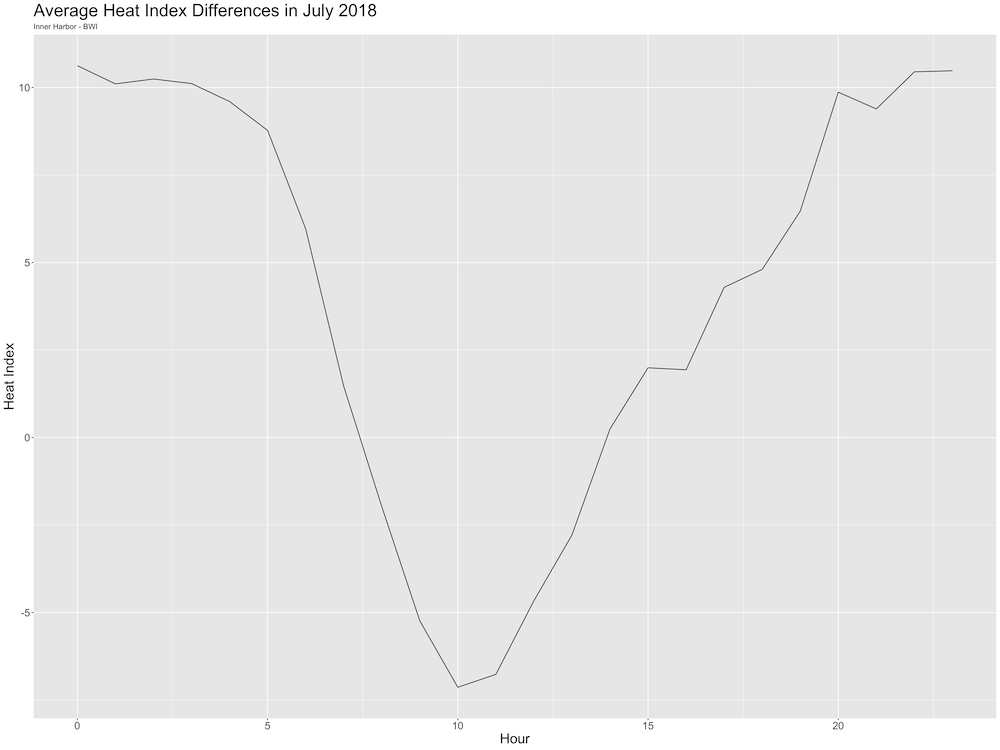 Average Heat Index Differences in July 2018
Inner Harbor - BWI
10
5
0
-5
Heat Index
0 5 10 15 20
Hour